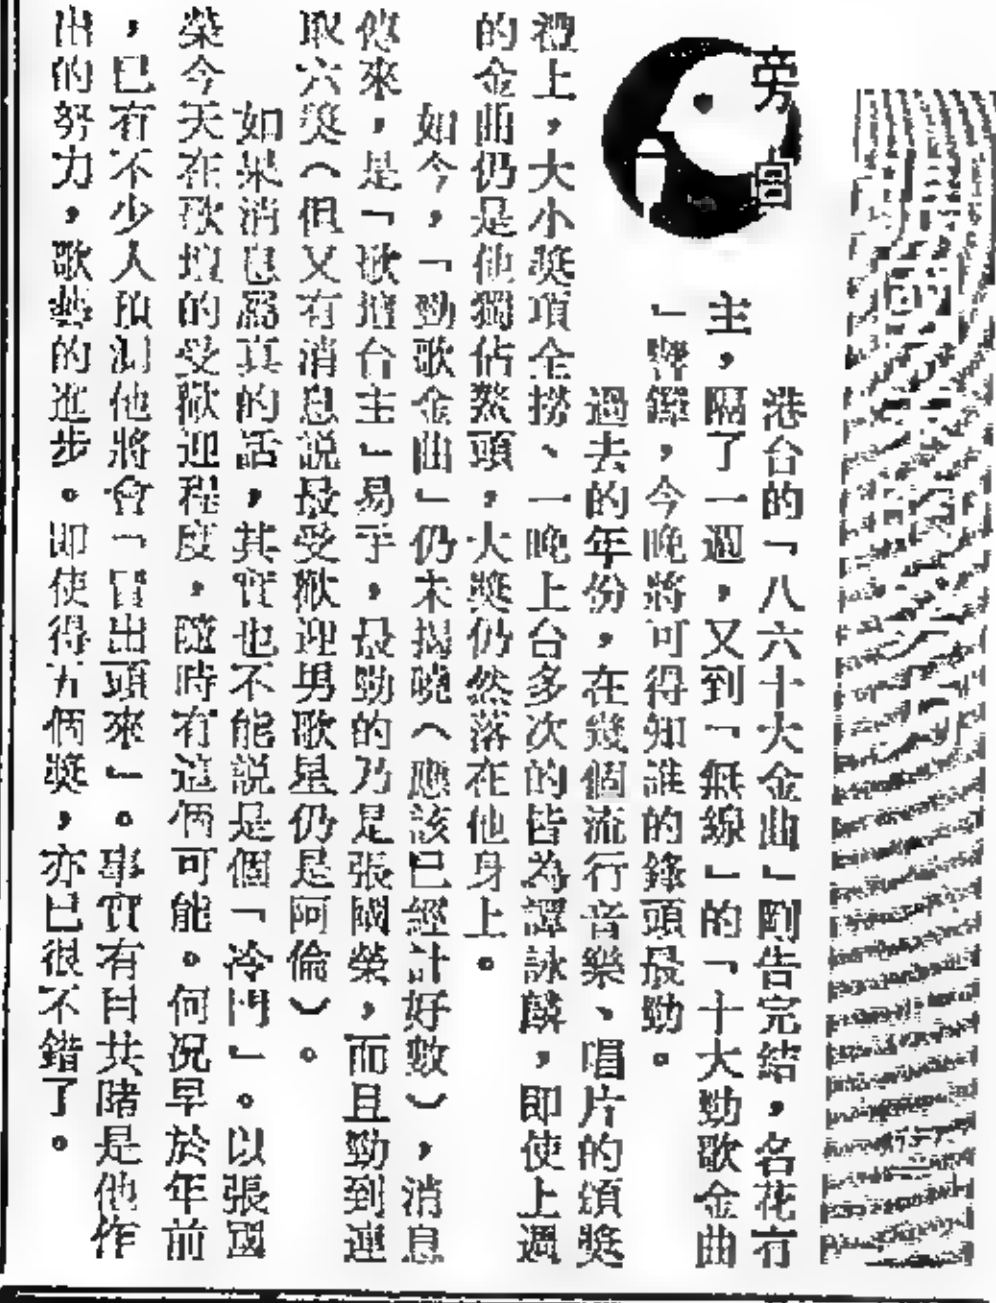 旁白
港台的「八六十大金曲」剛告完結，名花有
主，隔了一週，又到「無線」的「十大勁歌金曲
」響鑼，今晚將可得知誰的鋒頭最勁。
過去的年份，在幾個流行音樂、唱片的頒獎
禮上，大小獎項全撈、一晚上台多次的皆為譚詠麟，即使上週
的金曲仍是他獨佔鰲頭，大獎仍然落在他身上。
如今，「勁歌金曲」仍未揭曉（應該已經計好數），消息
傳來，是「歌壇台主」易手，最勁的乃是張國榮，而且勁到連
取六獎（但又有消息説最受歡迎男歌星仍是阿倫）。
如果消息爲真的話，其實也不能説是個「冷門」。以張國
榮今天在歌壇的受歡迎程度，隨時有這個可能。何況早於年前
，已有不少人預測他將會「冒出頭來」。事實有目共睹是他作
出的努力，歌藝的進步。即使得五個獎，亦已很不錯了。